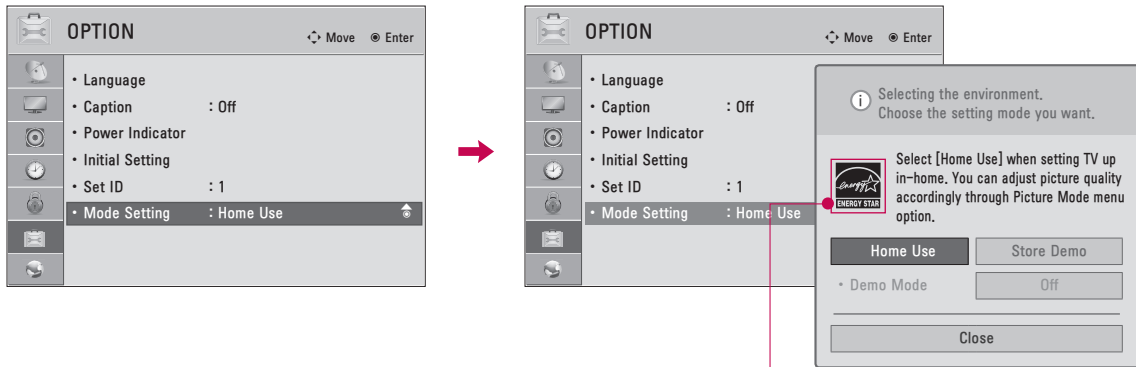 OPTION
Move
Enter
• Language
• Caption : Off
• Power Indicator
• Initial Setting
• Set ID : 1
• Mode Setting : Home Use
OPTION
Move
Enter
• Language
• Caption : Off
• Power Indicator
• Initial Setting
• Set ID : 1
• Mode Setting : Home Use
i
Selecting the environment.
Choose the setting mode you want.
energy
ENERGY STAR
Select [Home Use] when setting TV up
in-home. You can adjust picture quality
accordingly through Picture Mode menu
option.
Home Use
Store Demo
• Demo Mode
Off
Close